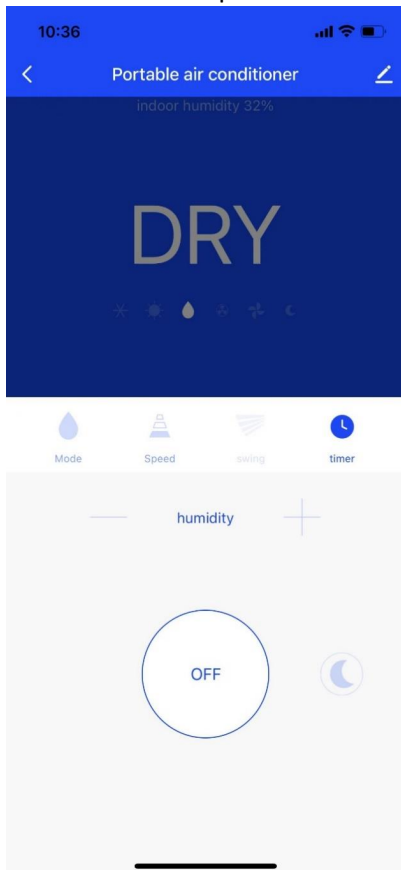 10:36
Portable air conditioner
indoor humidity 32%
DRY
Mode Speed swing timer
humidity
OFF